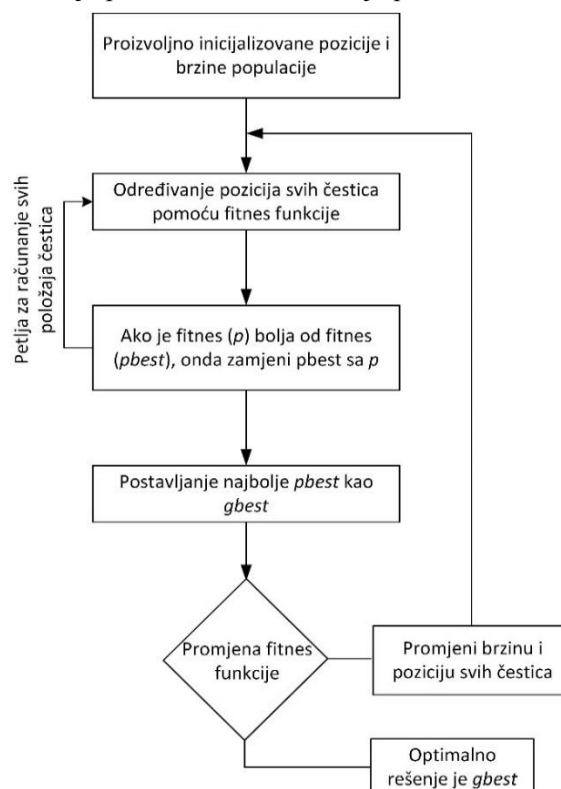 Proizvoljno inicijalizovane pozicije i
brzine populacije
Određivanje pozicija svih čestica
pomoću fitnes funkcije
Petlja za računanje svih
položaja čestica
Ako je fitnes (p) bolja od fitnes
(pbest), onda zamjeni pbest sa p
Postavljanje najbolje pbest kao
gbest
Promjena fitnes
funkcije
Promjeni brzinu i
poziciju svih čestica
Optimalno
rešenje je gbest